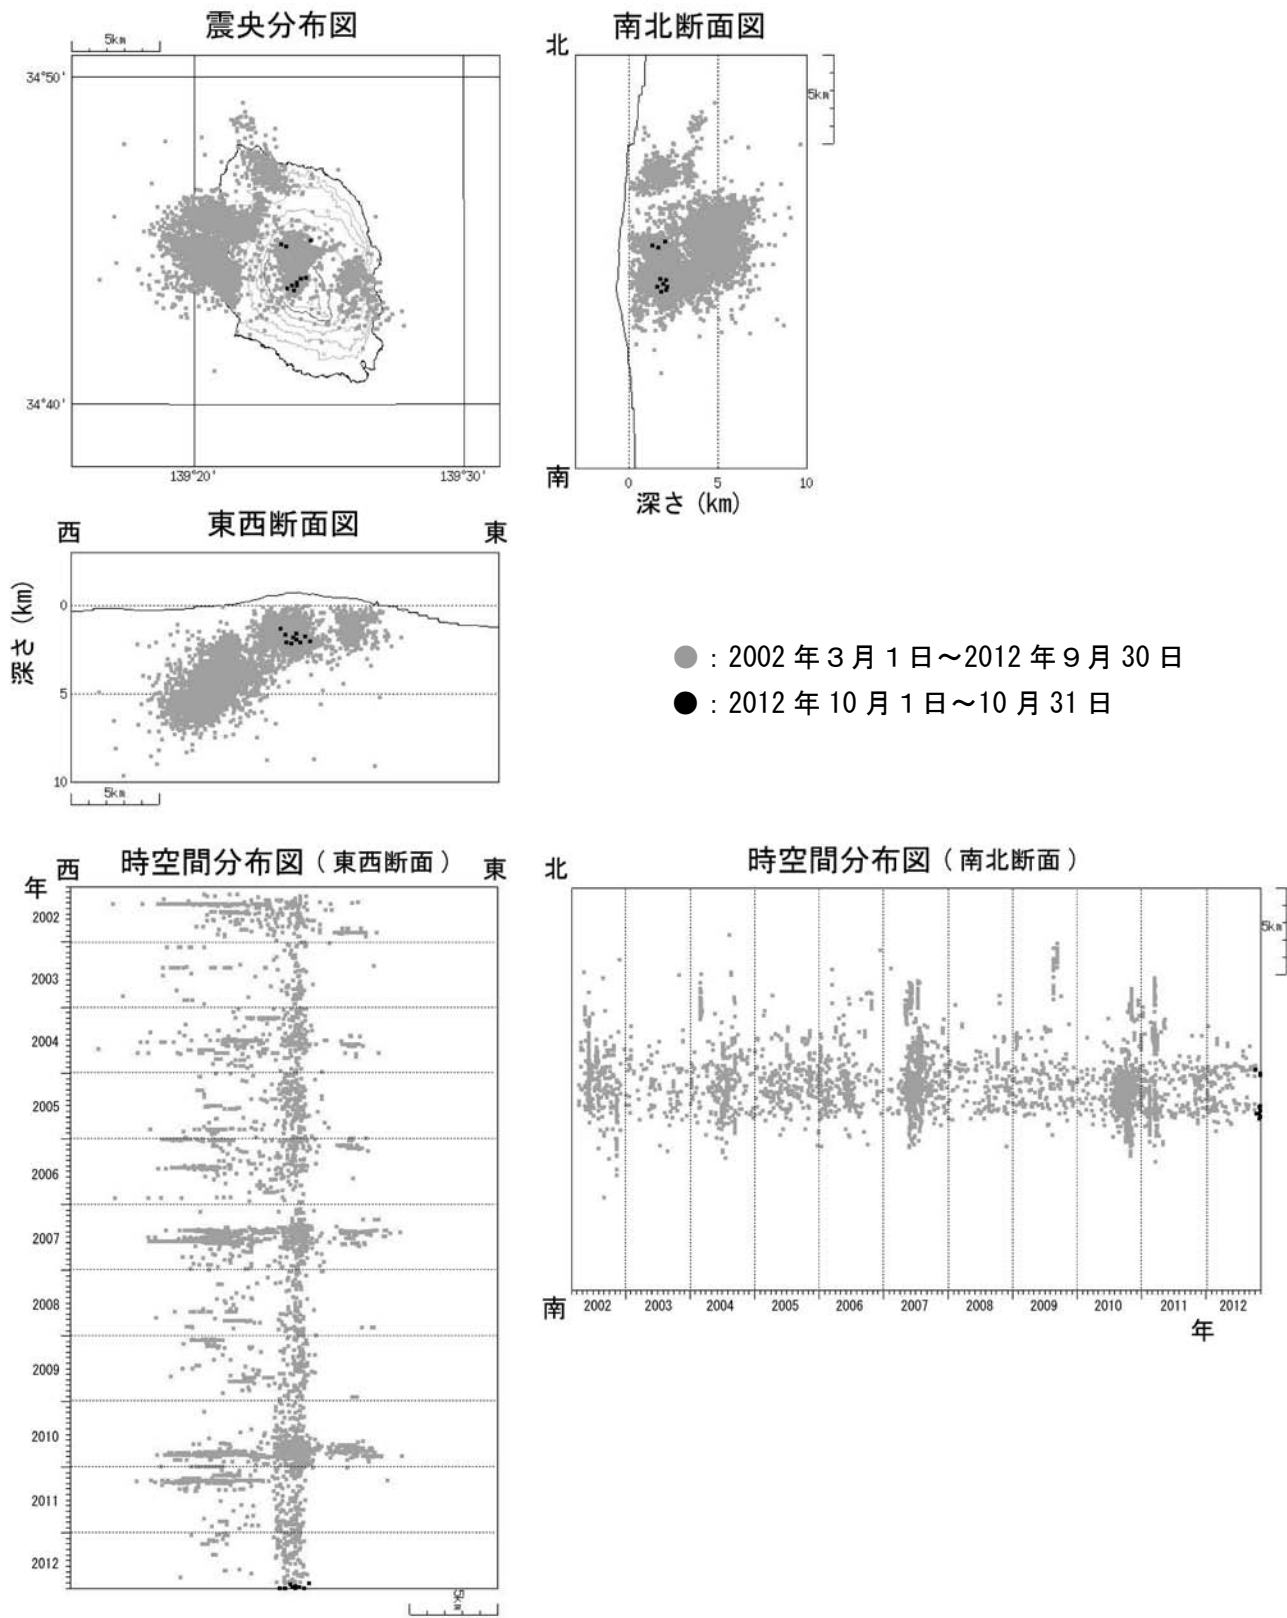 震央分布図
5km
34°50'
34°40'
139°20'
139°30'
南北断面図
北
5km
南
0
5
10
深さ (km)
東西断面図
西
東
深さ (km)
0
5
10
5km
● : 2002 年 3 月 1 日～2012 年 9 月 30 日
● : 2012 年 10 月 1 日～10 月 31 日
時空間分布図 ( 東西断面 )
西
東
年
2002
2003
2004
2005
2006
2007
2008
2009
2010
2011
2012
5km
時空間分布図 ( 南北断面 )
北
5km
南
2002 2003 2004 2005 2006 2007 2008 2009 2010 2011 2012
年